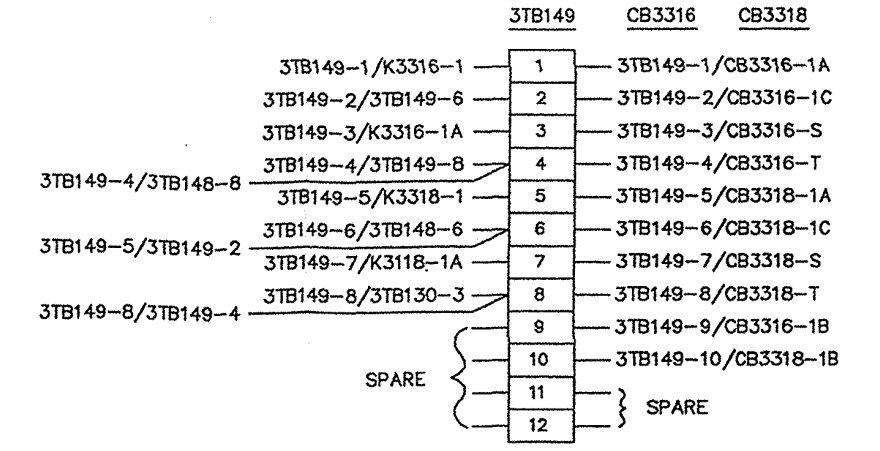 3TB149 CB3316 CB3318
3TB149-1/K3316-1 1 3TB149-1/CB3316-1A
3TB149-2/3TB149-6 2 3TB149-2/CB3316-1C
3TB149-3/K3316-1A 3 3TB149-3/CB3316-S
3TB149-4/3TB149-8 4 3TB149-4/CB3316-T
3TB149-4/3TB148-8
3TB149-5/K3318-1 5 3TB149-5/CB3318-1A
3TB149-6/3TB148-6 6 3TB149-6/CB3318-1C
3TB149-5/3TB149-2
3TB149-7/K3118-1A 7 3TB149-7/CB3318-S
3TB149-8/3TB130-3 8 3TB149-8/CB3318-T
3TB149-8/3TB149-4
9 3TB149-9/CB3316-1B
10 3TB149-10/CB3318-1B
SPARE
11
SPARE
12